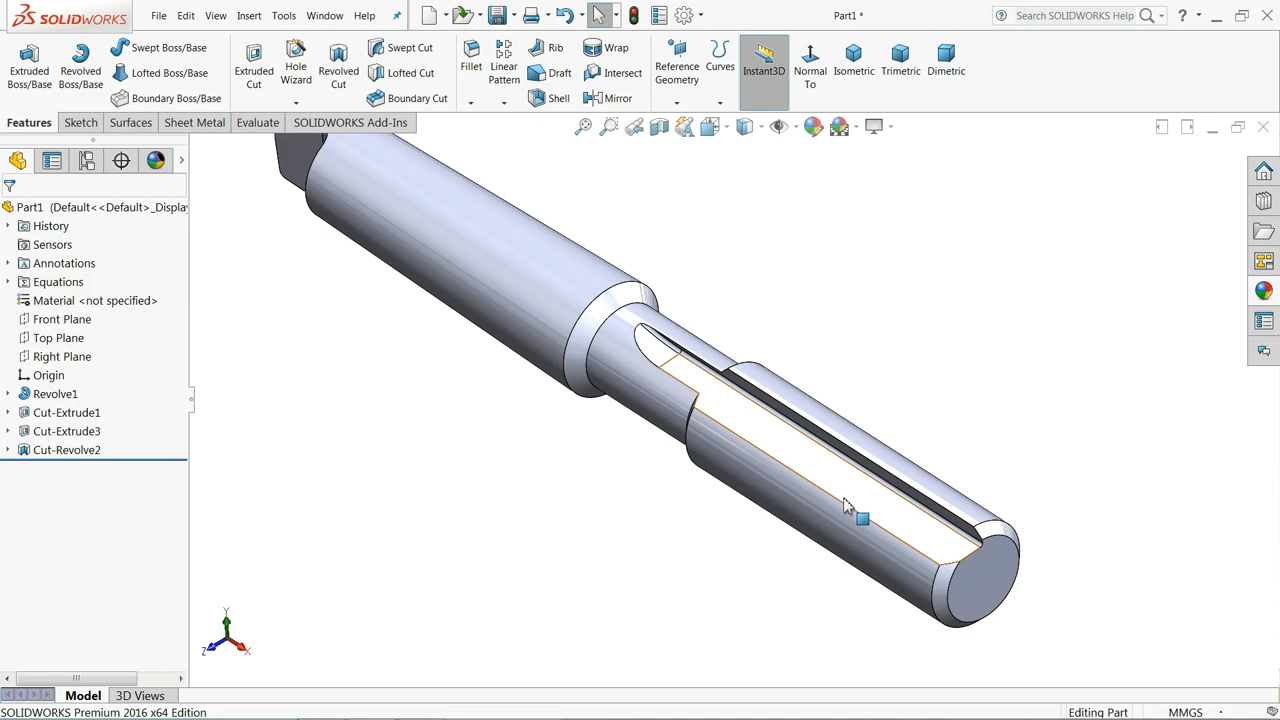 SOLIDWORKS
File Edit View Insert Tools Window Help
Part1 *
Search SOLIDWORKS Help
Extruded Boss/Base
Revolved Boss/Base
Swept Boss/Base
Lofted Boss/Base
Boundary Boss/Base
Extruded Cut
Hole Wizard
Revolved Cut
Swept Cut
Lofted Cut
Boundary Cut
Fillet
Linear Pattern
Rib
Draft
Shell
Wrap
Intersect
Mirror
Reference Geometry
Curves
Instant3D
Normal To
Isometric
Trimetric
Dimetric
Features Sketch Surfaces Sheet Metal Evaluate SOLIDWORKS Add-Ins
Part1 (Default<<Default>_Display
History
Sensors
Annotations
Equations
Material <not specified>
Front Plane
Top Plane
Right Plane
Origin
Revolve1
Cut-Extrude1
Cut-Extrude3
Cut-Revolve2
Y
Z X
Model 3D Views
SOLIDWORKS Premium 2016 x64 Edition
Editing Part
MMGS